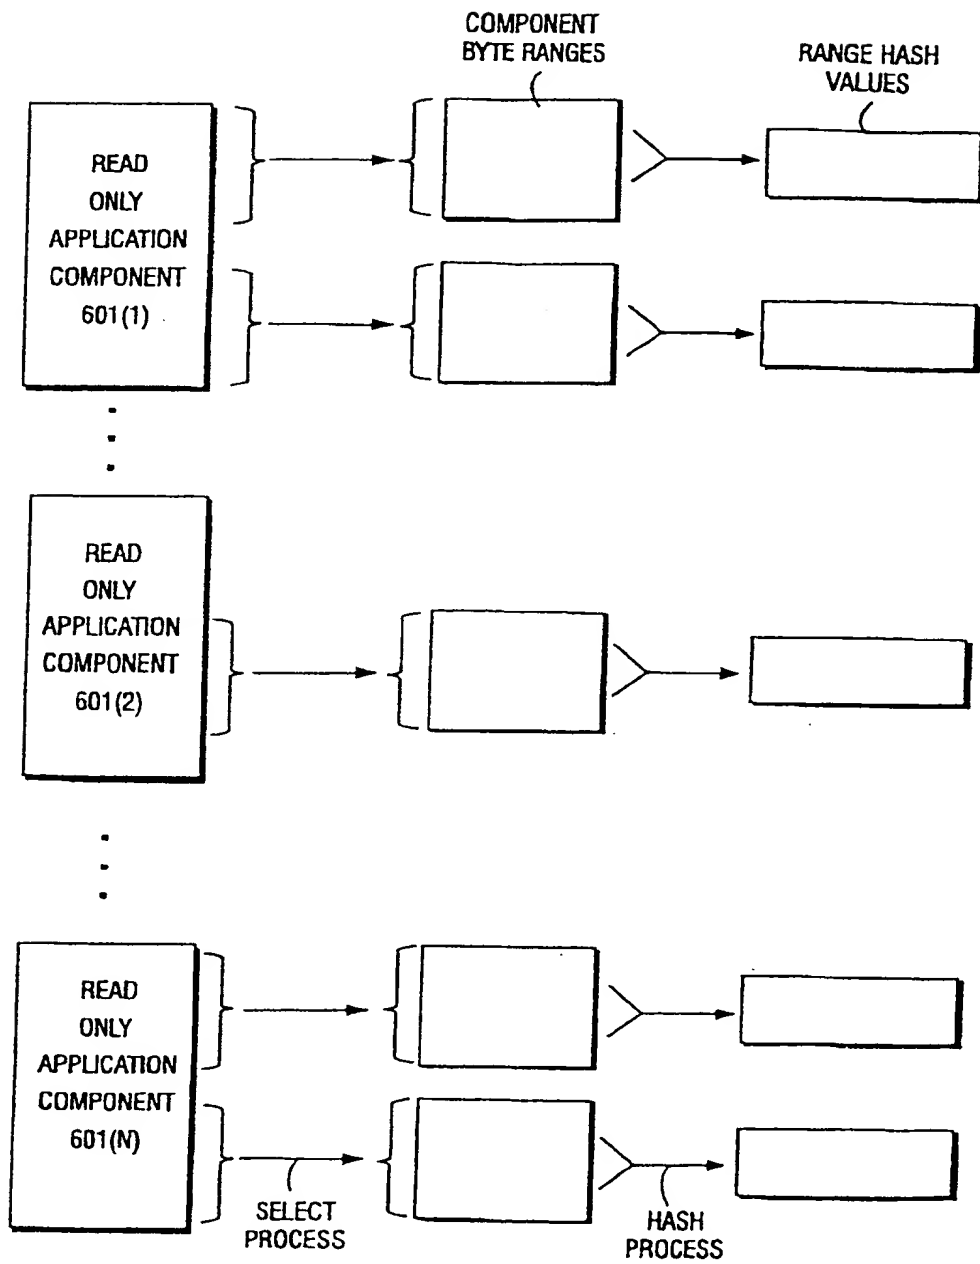 COMPONENT
BYTE RANGES
RANGE HASH
VALUES
READ
ONLY
APPLICATION
COMPONENT
601(1)
READ
ONLY
APPLICATION
COMPONENT
601(2)
READ
ONLY
APPLICATION
COMPONENT
601(N)
SELECT
PROCESS
HASH
PROCESS